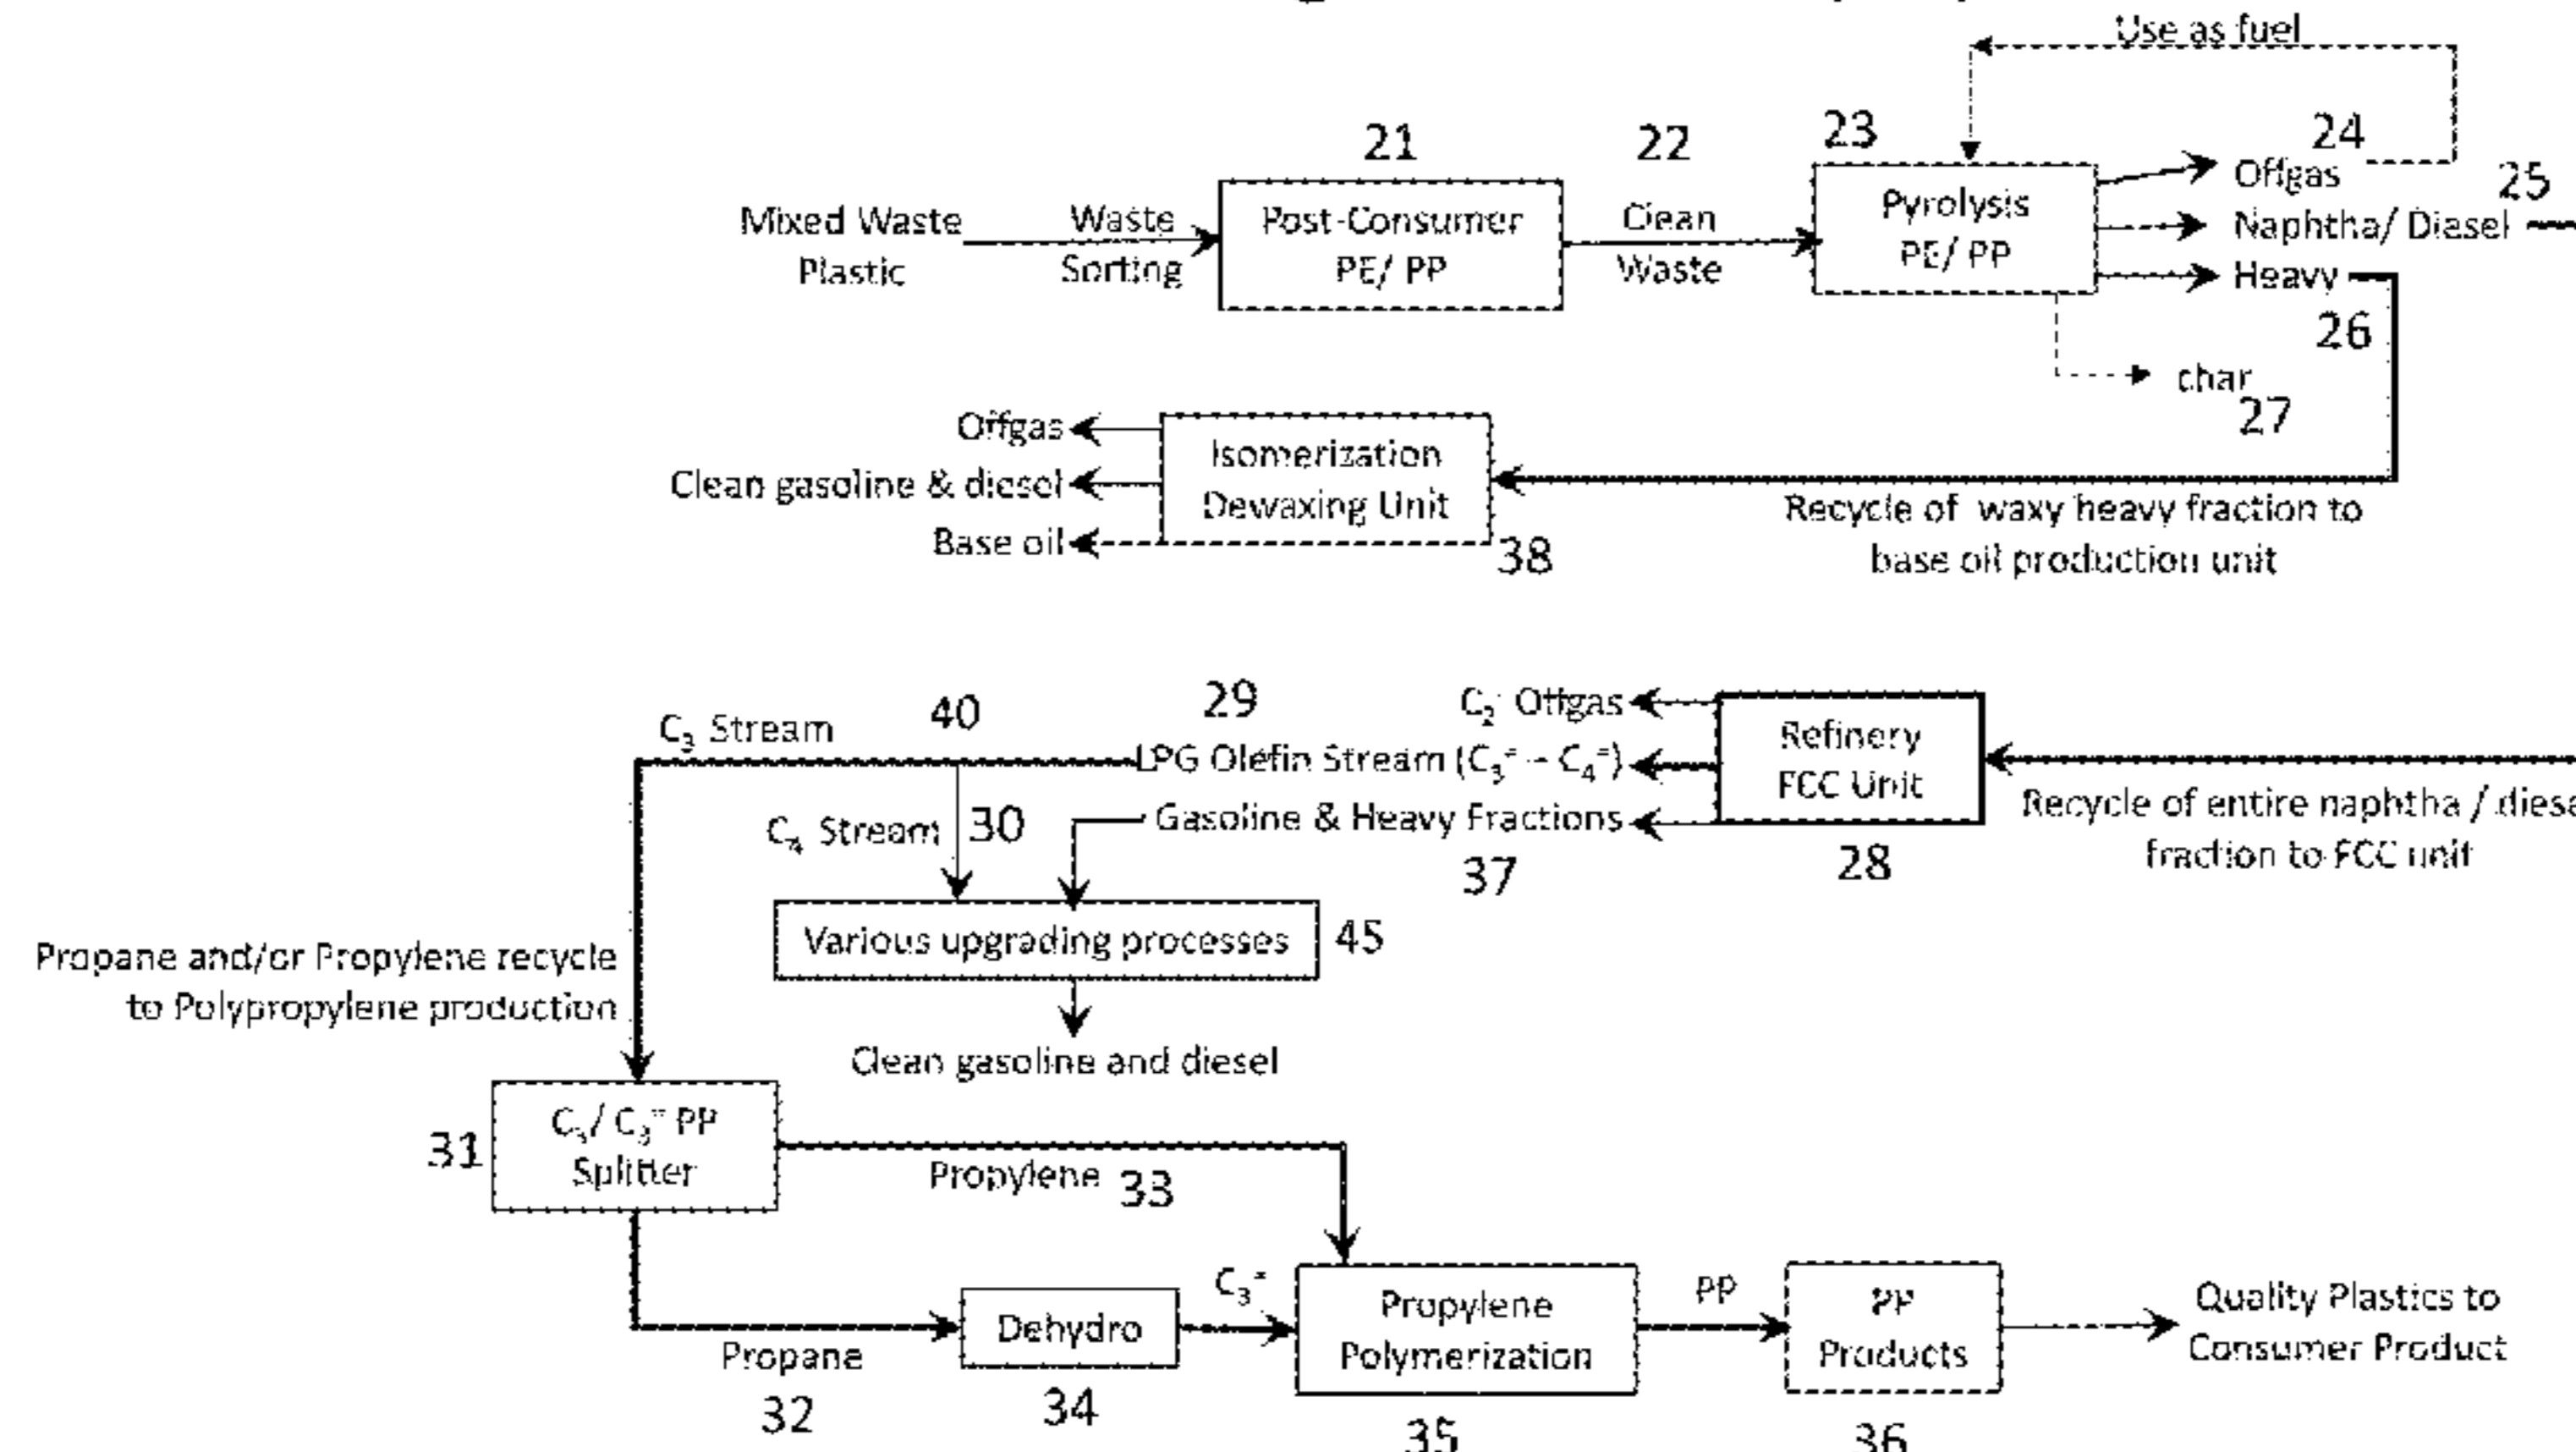 Use as fuel
21
22
23
24
25
Mixed Waste
Plastic
Waste
Sorting
Post-Consumer
PE/ PP
Clean
Waste
Pyrolysis
PE/ PP
Offgas
Naphtha/ Diesel
Heavy
26
char
27
Offgas
Clean gasoline & diesel
Base oil
Isomerization
Dewaxing Unit
38
Recycle of waxy heavy fraction to
base oil production unit
C₃ Stream
40
29
C₂ Offgas
LPG Olefin Stream (C₃⁼ – C₄⁼)
Gasoline & Heavy Fractions
37
Refinery
FCC Unit
28
Recycle of entire naphtha /
fraction to FCC unit
C₄ Stream
30
Various upgrading processes
45
Clean gasoline and diesel
Propane and/or Propylene recycle
to Polypropylene production
31
C₃/ C₃⁼ PP
Splitter
Propylene
33
Propane
32
Dehydro
34
C₃⁼
Propylene
Polymerization
35
PP
PP
Products
36
Quality Plastics to
Consumer Product